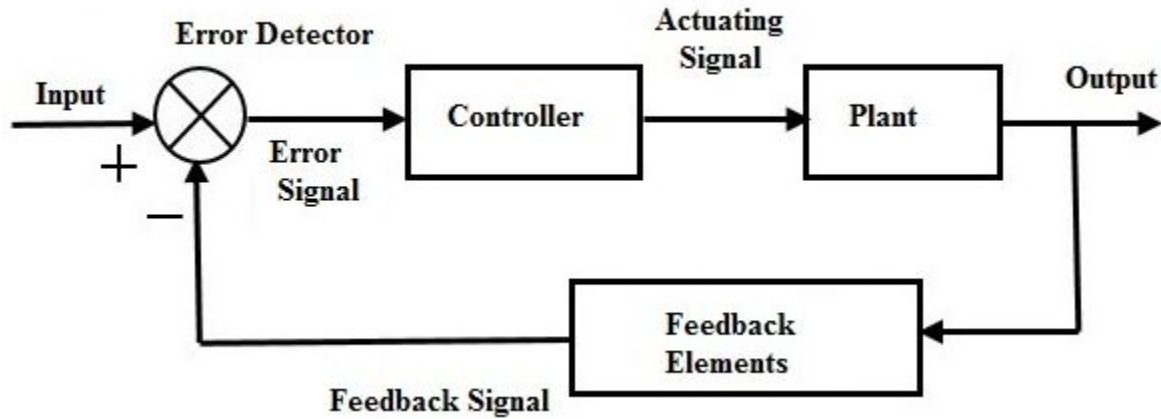 Error Detector
Actuating
Signal
Input
Output
Controller
Plant
+
Error
Signal
−
Feedback
Elements
Feedback Signal